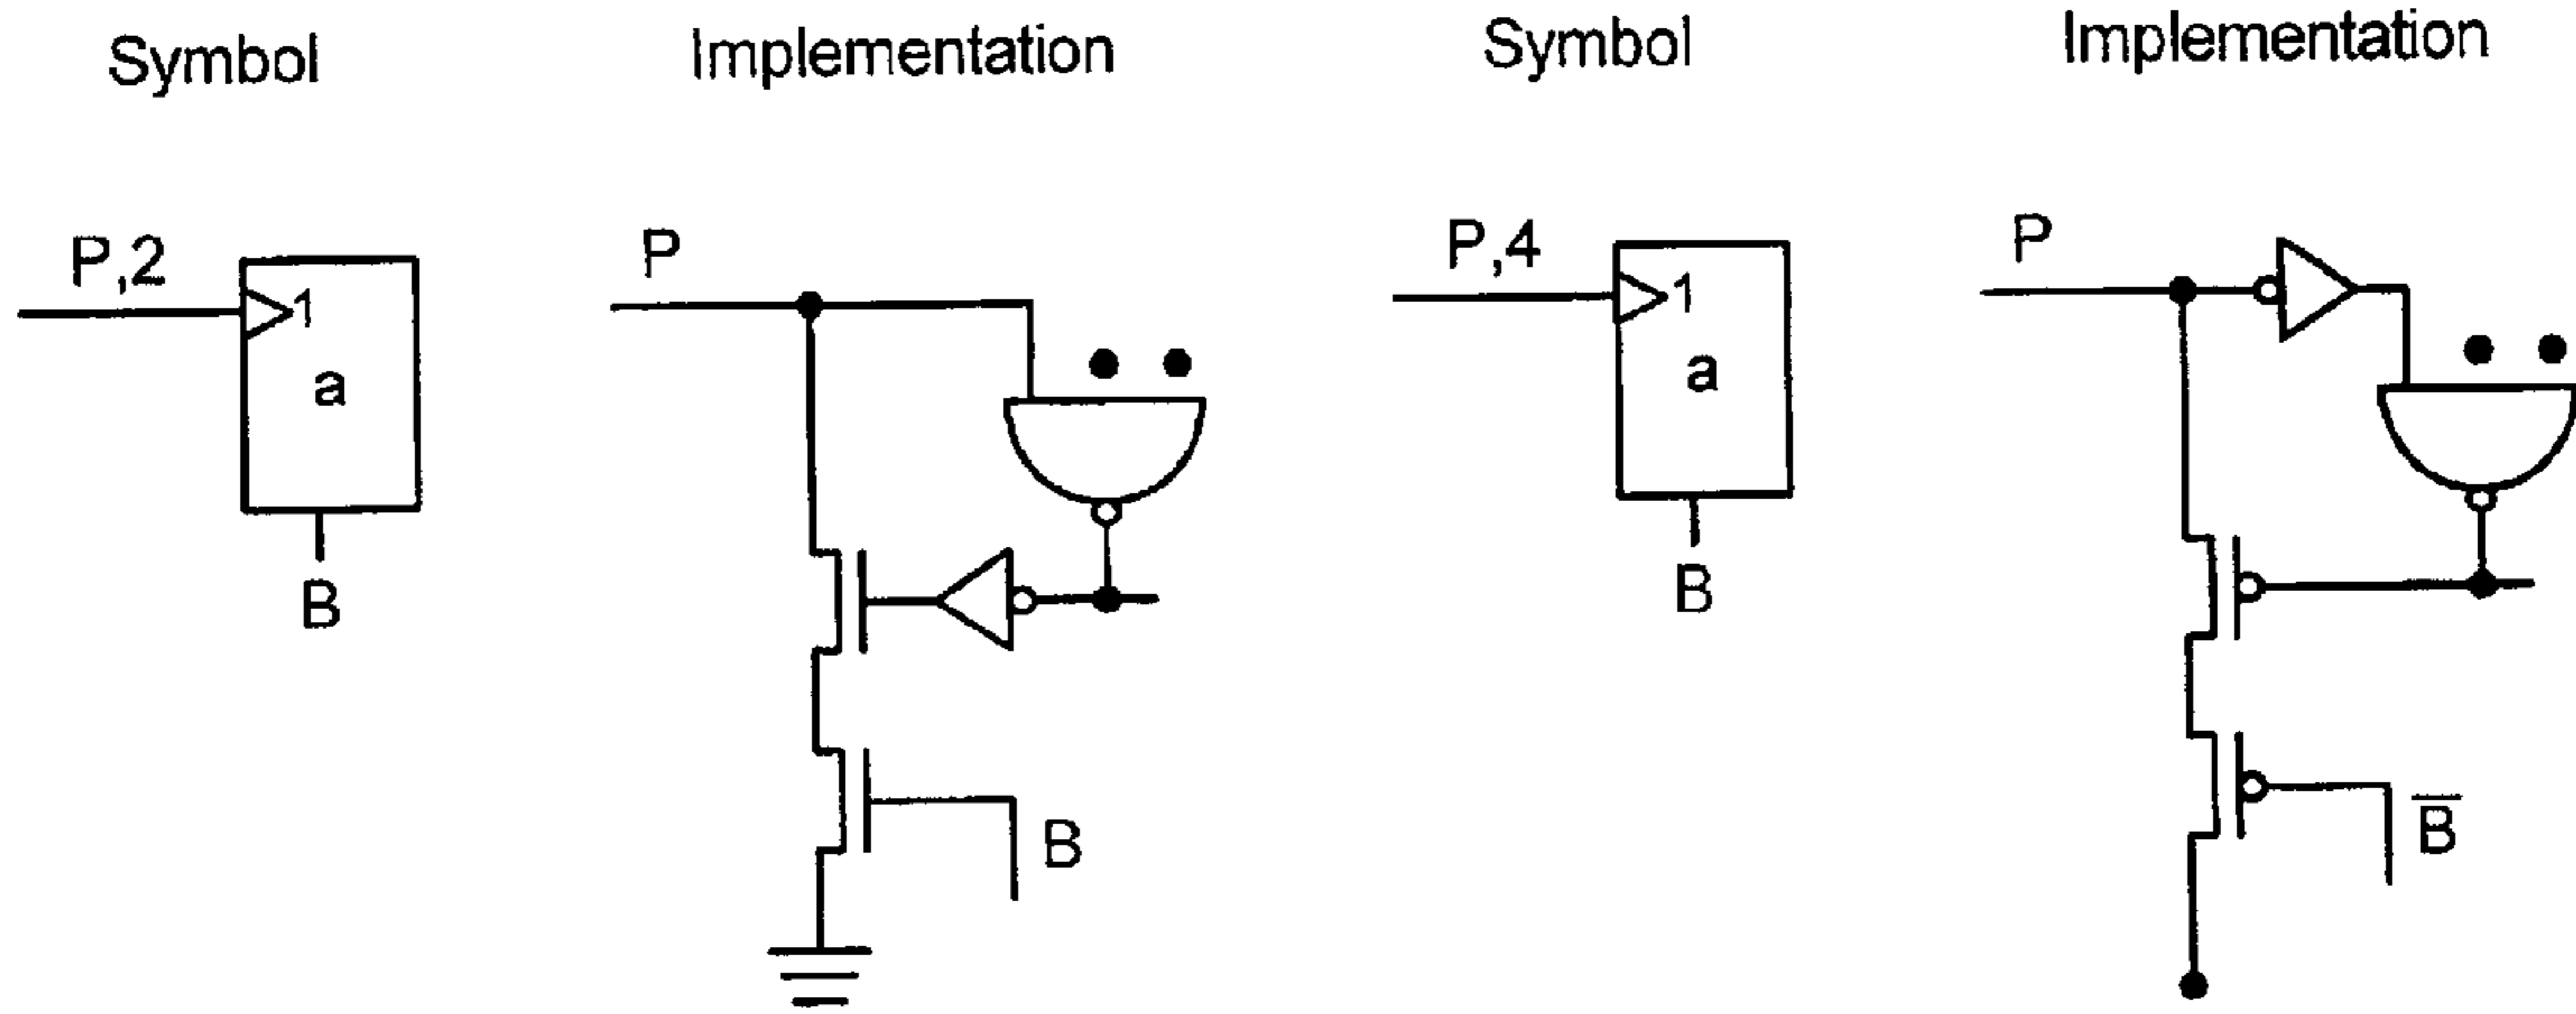 Symbol Implementation Symbol Implementation
P,2 P P,4 P
1 1
a a
B B
B B̅